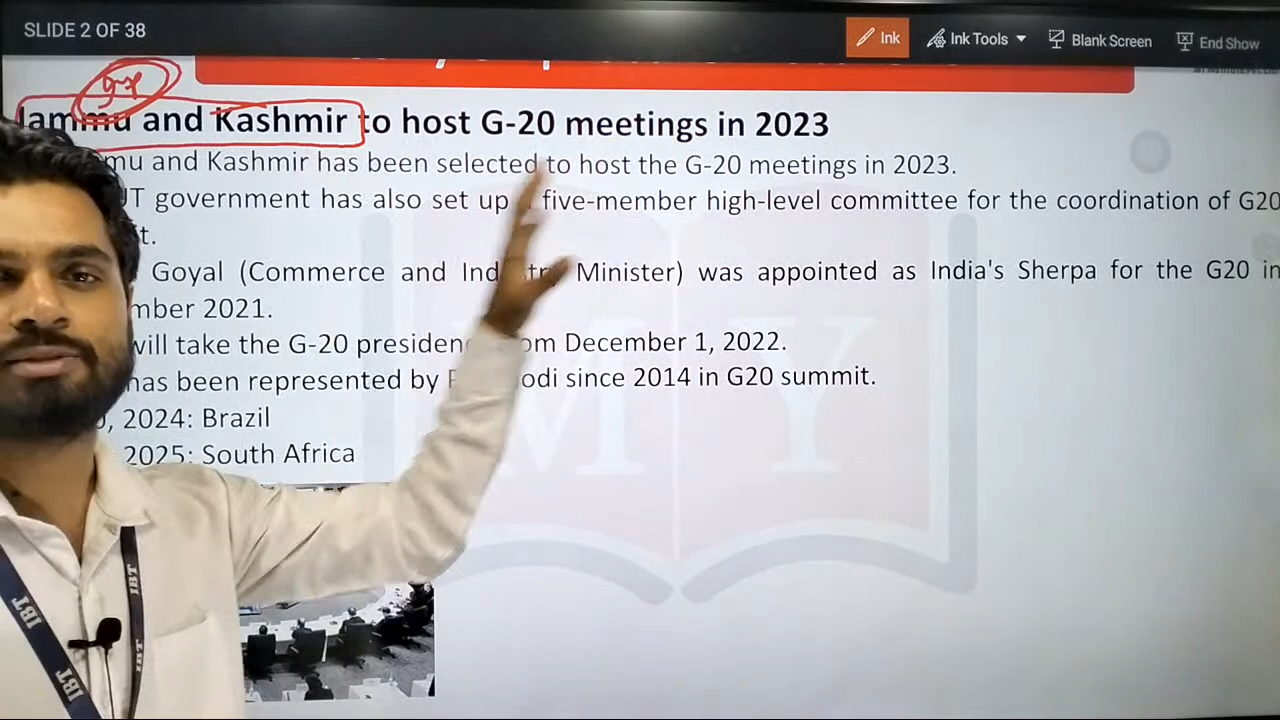 SLIDE 2 OF 38
Ink
Ink Tools
Blank Screen
End Show
Jammu and Kashmir to host G-20 meetings in 2023
mu and Kashmir has been selected to host the G-20 meetings in 2023.
UT government has also set up five-member high-level committee for the coordination of G20
t.
Goyal (Commerce and Minister) was appointed as India's Sherpa for the G20 in
mber 2021.
will take the G-20 December 1, 2022.
has been represented by odi since 2014 in G20 summit.
, 2024: Brazil
2025: South Africa
M Y
IBT
IBT
IBT
IBT